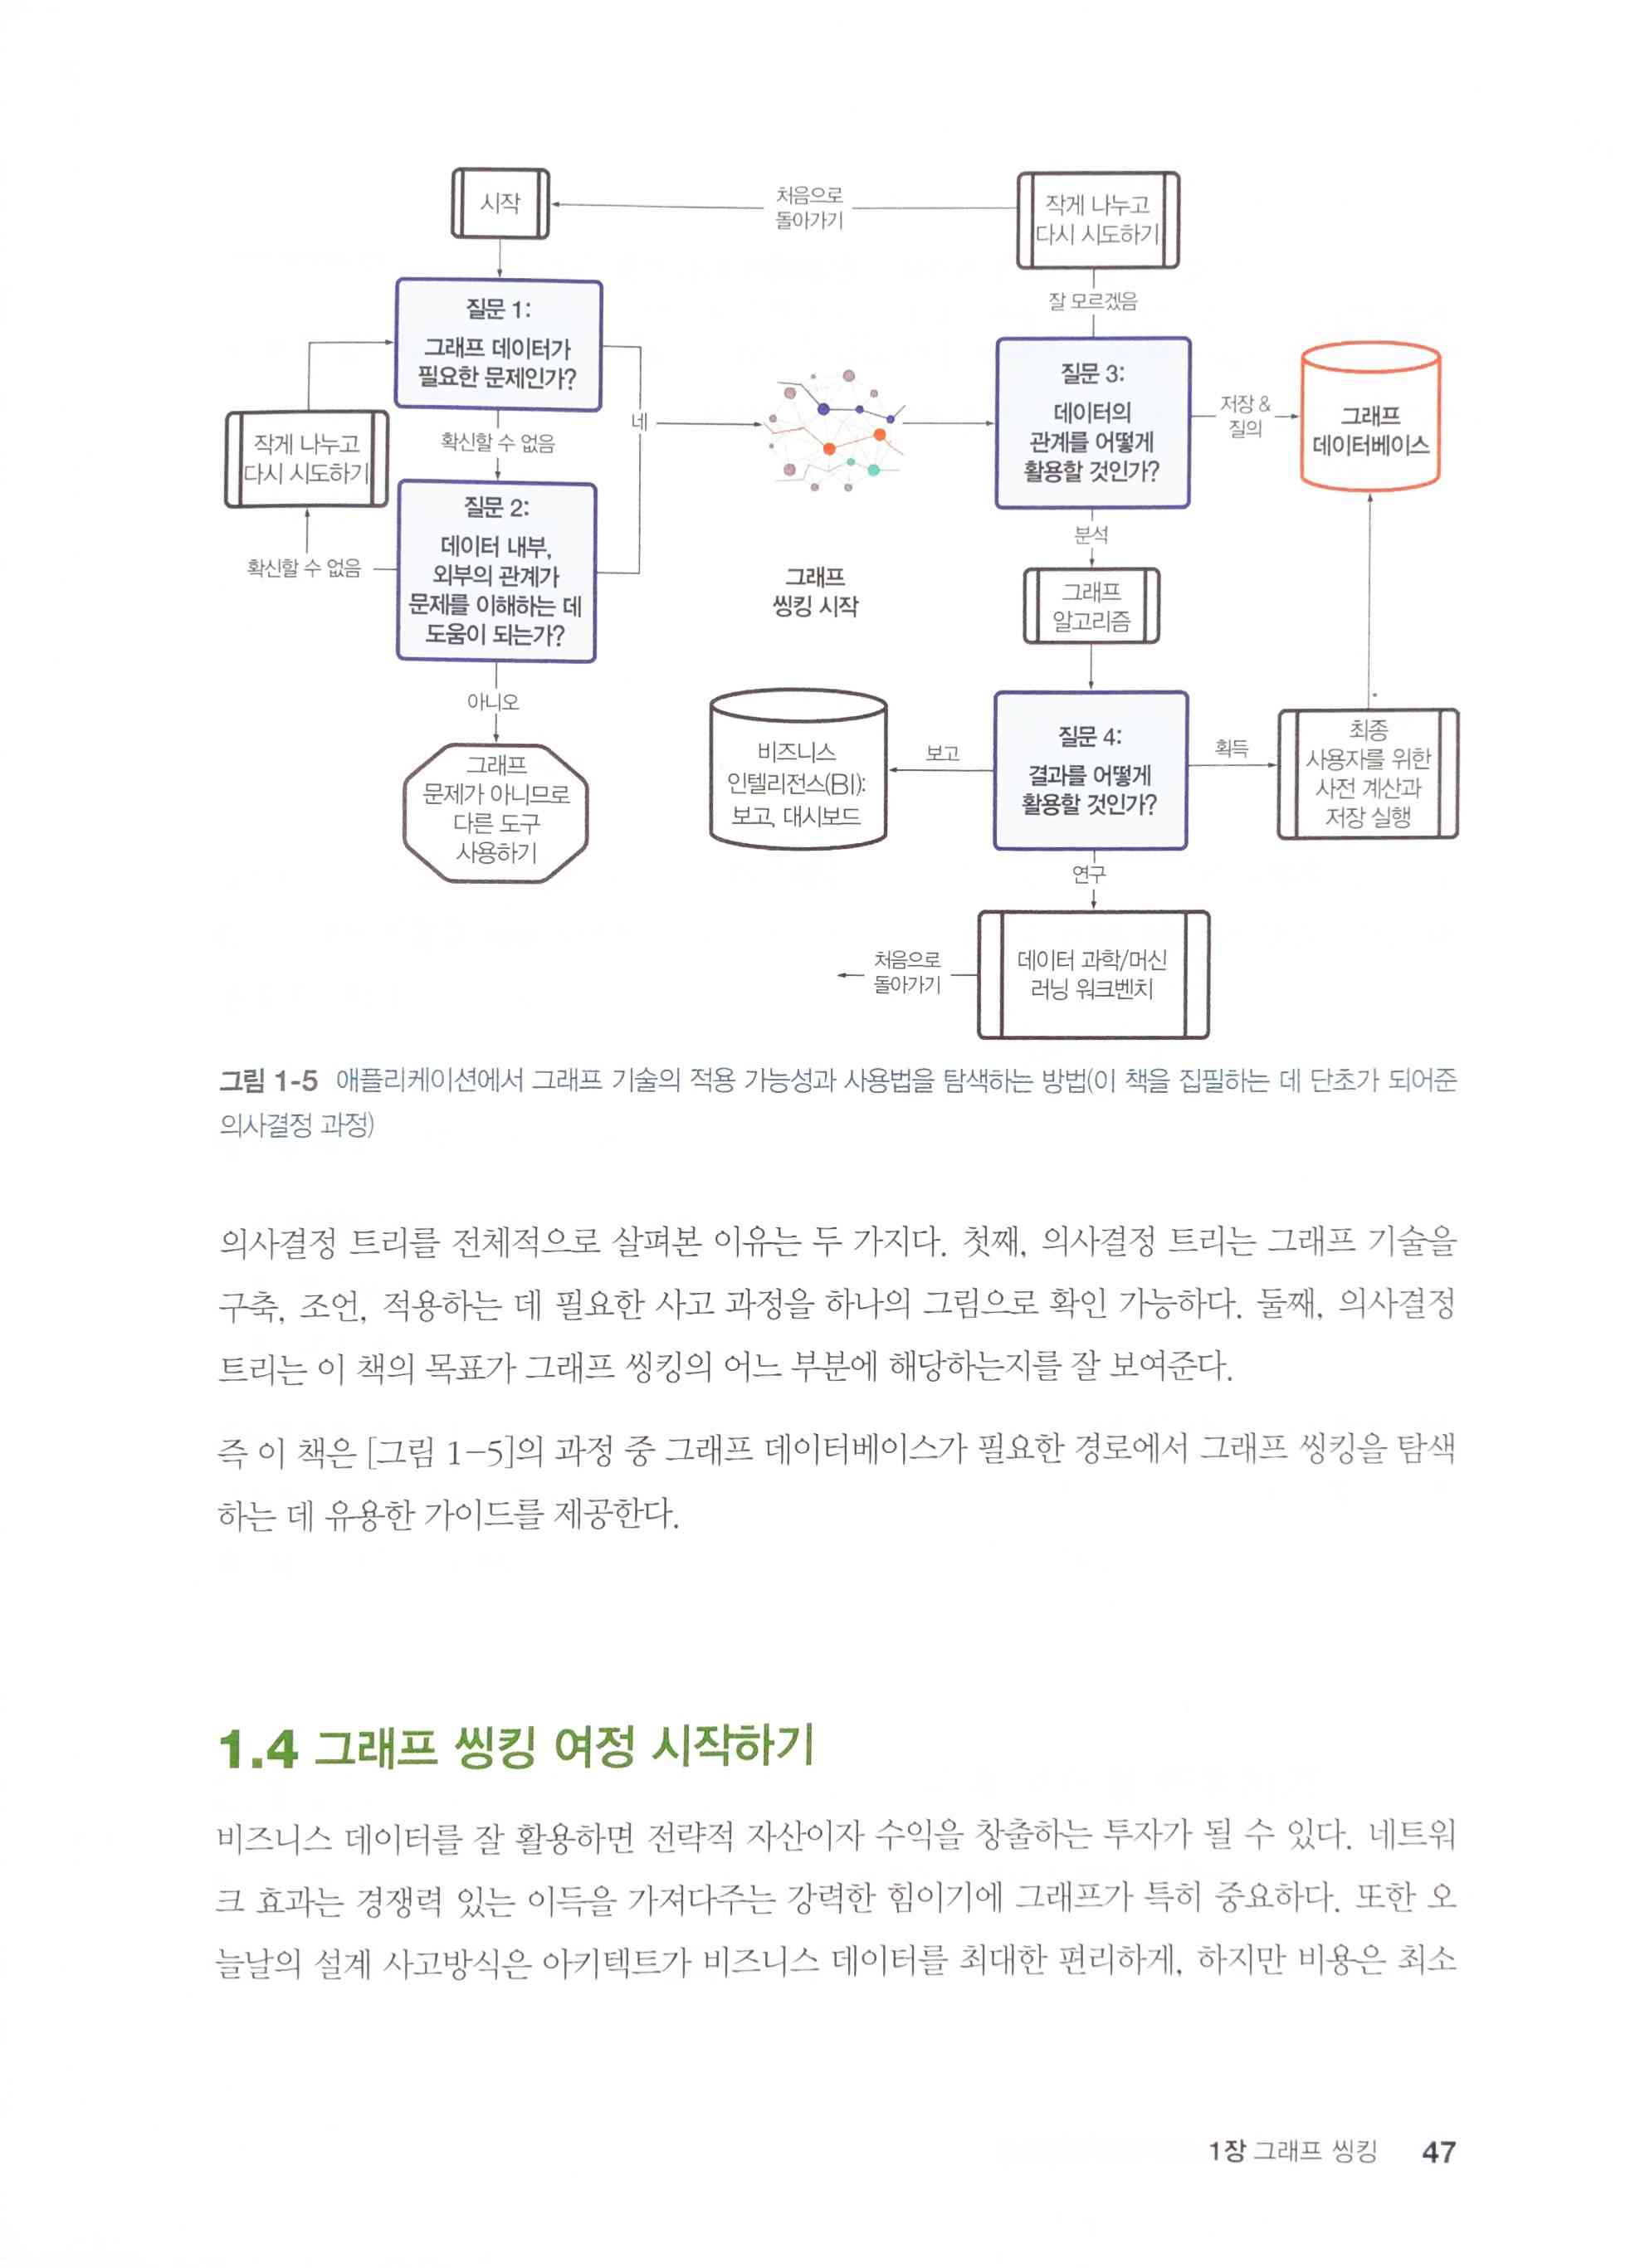 시작
처음으로
돌아가기
작게 나누고
다시 시도하기
잘 모르겠음
질문 1:
그래프 데이터가
필요한 문제인가?
네
작게 나누고
다시 시도하기
확신할 수 없음
확신할 수 없음
질문 2:
데이터 내부,
외부의 관계가
문제를 이해하는 데
도움이 되는가?
아니오
그래프
문제가 아니므로
다른 도구
사용하기
그래프
씽킹 시작
질문 3:
데이터의
관계를 어떻게
활용할 것인가?
저장 &
질의
그래프
데이터베이스
분석
그래프
알고리즘
질문 4:
결과를 어떻게
활용할 것인가?
보고
비즈니스
인텔리전스(BI):
보고, 대시보드
획득
최종
사용자를 위한
사전 계산과
저장 실행
연구
데이터 과학/머신
러닝 워크벤치
처음으로
돌아가기
그림 1-5 애플리케이션에서 그래프 기술의 적용 가능성과 사용법을 탐색하는 방법(이 책을 집필하는 데 단초가 되어준
의사결정 과정)
의사결정 트리를 전체적으로 살펴본 이유는 두 가지다. 첫째, 의사결정 트리는 그래프 기술을
구축, 조언, 적용하는 데 필요한 사고 과정을 하나의 그림으로 확인 가능하다. 둘째, 의사결정
트리는 이 책의 목표가 그래프 씽킹의 어느 부분에 해당하는지를 잘 보여준다.
즉 이 책은 [그림 1-5]의 과정 중 그래프 데이터베이스가 필요한 경로에서 그래프 씽킹을 탐색
하는 데 유용한 가이드를 제공한다.
1.4 그래프 씽킹 여정 시작하기
비즈니스 데이터를 잘 활용하면 전략적 자산이자 수익을 창출하는 투자가 될 수 있다. 네트워
크 효과는 경쟁력 있는 이득을 가져다주는 강력한 힘이기에 그래프가 특히 중요하다. 또한 오
늘날의 설계 사고방식은 아키텍트가 비즈니스 데이터를 최대한 편리하게, 하지만 비용은 최소
1장 그래프 씽킹 47